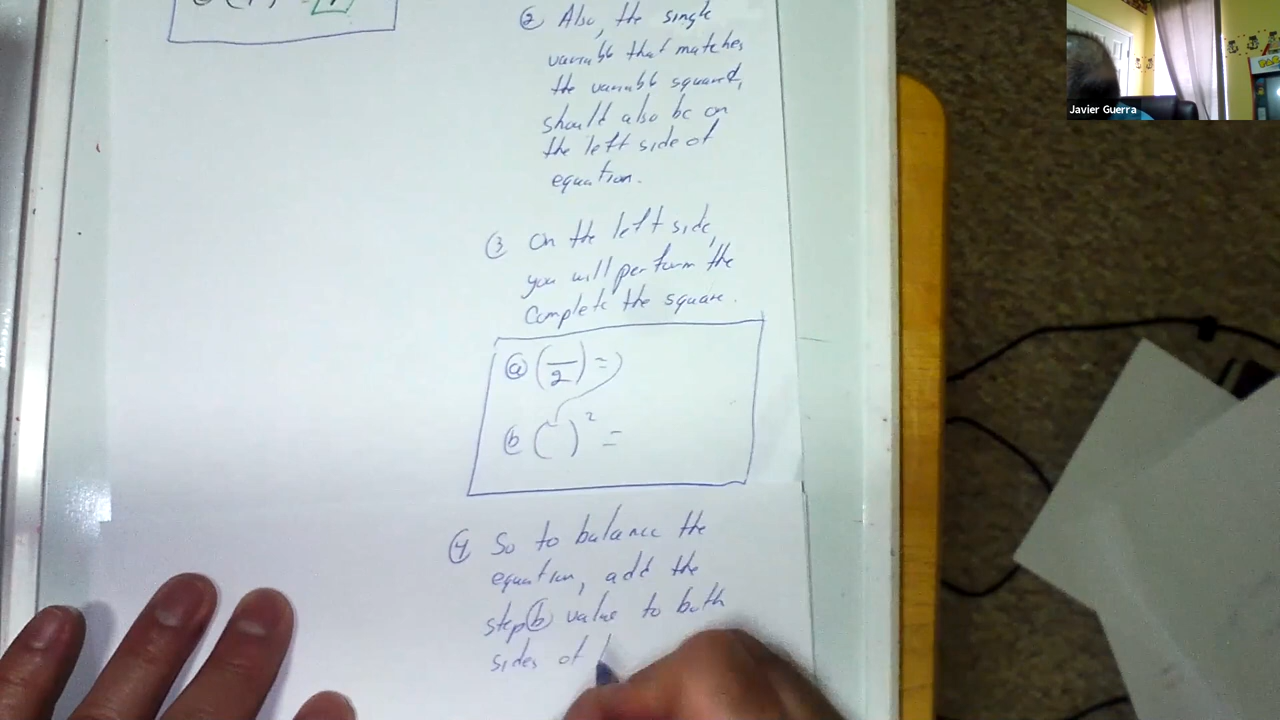 ② Also, the single
variable that matches
the variable squared,
should also be on
the left side of
equation.
③ On the left side,
you will perform the
Complete the square.
ⓐ (—/2) =
ⓑ ( )² =
④ So to balance the
equation, add the
step ⓑ value to both
sides of
Javier Guerra